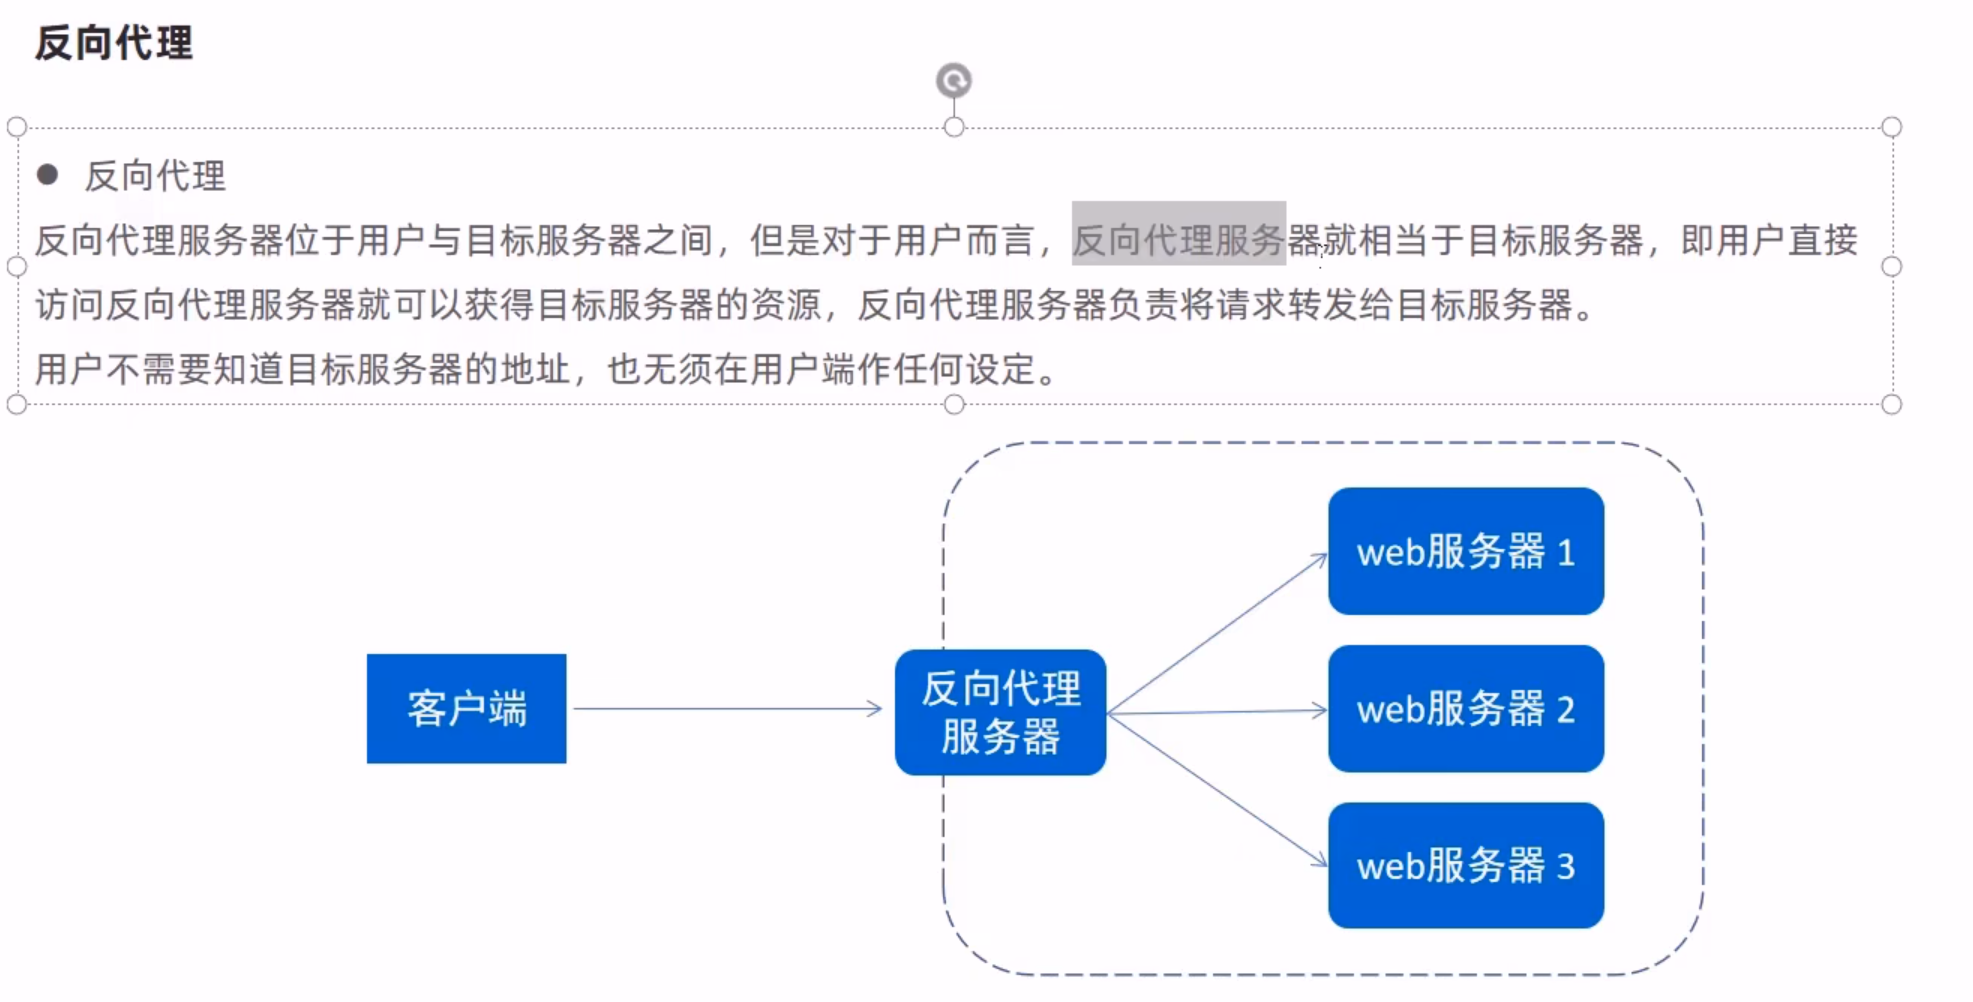 反向代理
● 反向代理
反向代理服务器位于用户与目标服务器之间，但是对于用户而言，反向代理服务器就相当于目标服务器，即用户直接
访问反向代理服务器就可以获得目标服务器的资源，反向代理服务器负责将请求转发给目标服务器。
用户不需要知道目标服务器的地址，也无须在用户端作任何设定。
web服务器 1
客户端
反向代理
服务器
web服务器 2
web服务器 3